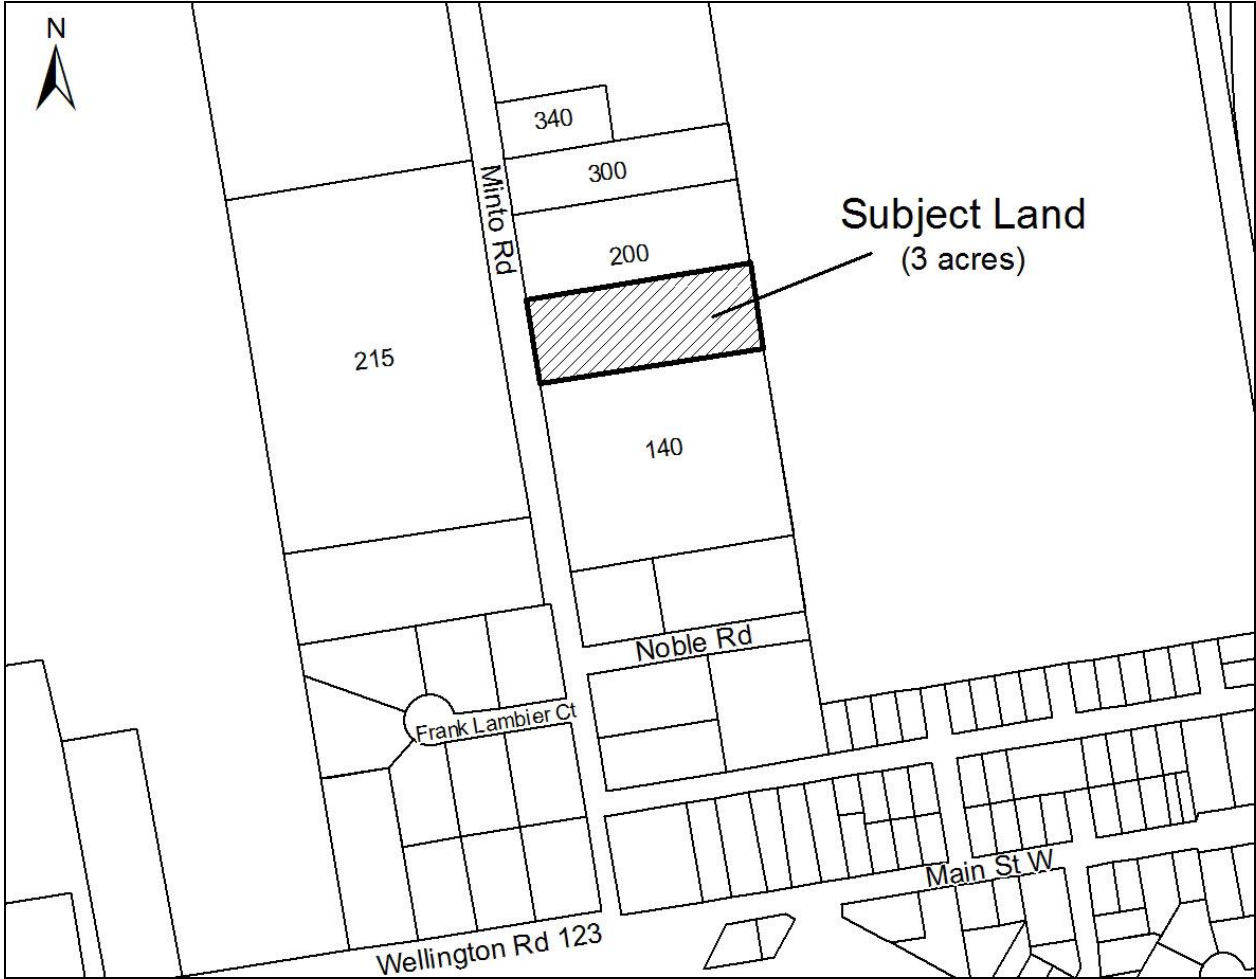 N
340
300
Minto Rd
Subject Land
(3 acres)
200
215
140
Noble Rd
Frank Lambier Ct
Main St W
Wellington Rd 123